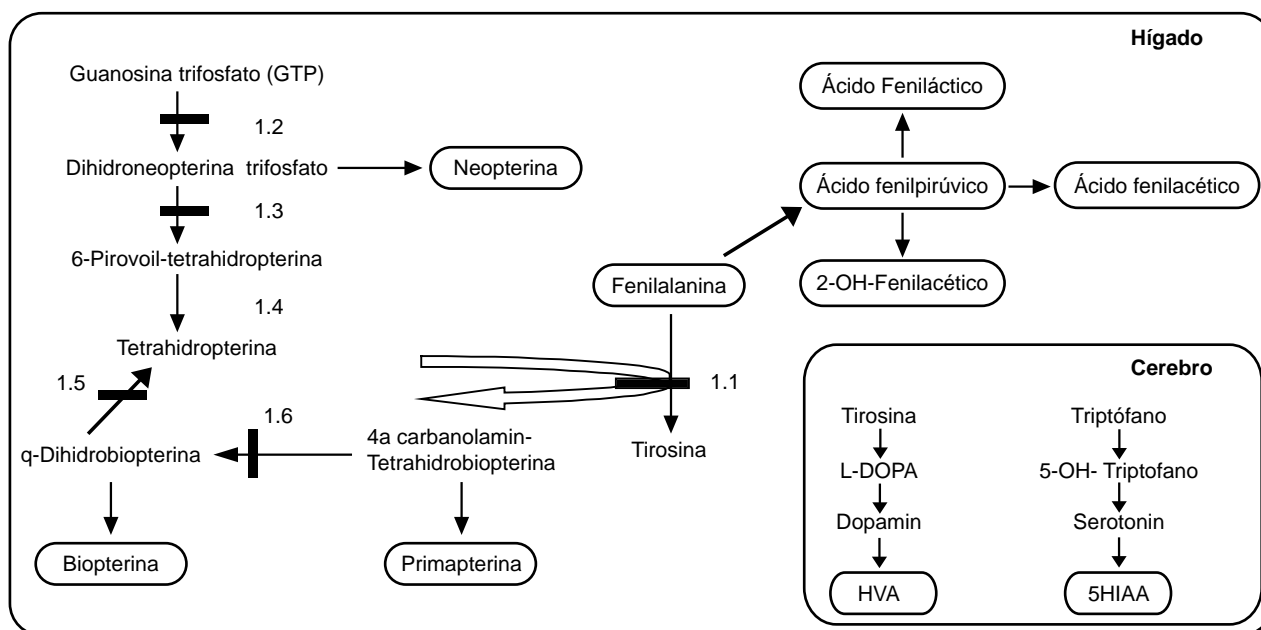 Hígado
Guanosina trifosfato (GTP)
1.2
Dihidroneopterina trifosfato
Neopterina
1.3
6-Pirovoil-tetrahidropterina
1.4
Tetrahidropterina
1.5
q-Dihidrobiopterina
1.6
4a carbanolamin-
Tetrahidrobiopterina
Biopterina
Primapterina
Ácido Feniláctico
Ácido fenilpirúvico
Ácido fenilacético
2-OH-Fenilacético
Fenilalanina
1.1
Tirosina
Cerebro
Tirosina
L-DOPA
Dopamin
HVA
Triptófano
5-OH- Triptofano
Serotonin
5HIAA